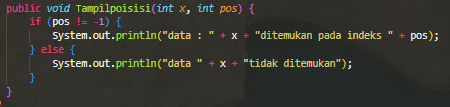 public void Tampilpoisisi(int x, int pos) {
if (pos != -1) {
System.out.println("data : " + x + "ditemukan pada indeks " + pos);
} else {
System.out.println("data " + x + "tidak ditemukan");
}
}